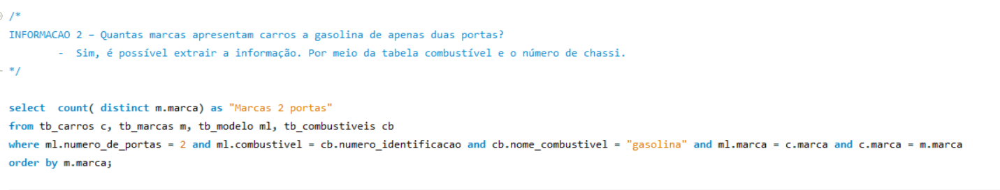 /*
INFORMACAO 2 – Quantas marcas apresentam carros a gasolina de apenas duas portas?
- Sim, é possível extrair a informação. Por meio da tabela combustível e o número de chassi.
*/
select  count( distinct m.marca) as "Marcas 2 portas"
from tb_carros c, tb_marcas m, tb_modelo ml, tb_combustiveis cb
where ml.numero_de_portas = 2 and ml.combustivel = cb.numero_identificacao and cb.nome_combustivel = "gasolina" and ml.marca = c.marca and c.marca = m.marca
order by m.marca;